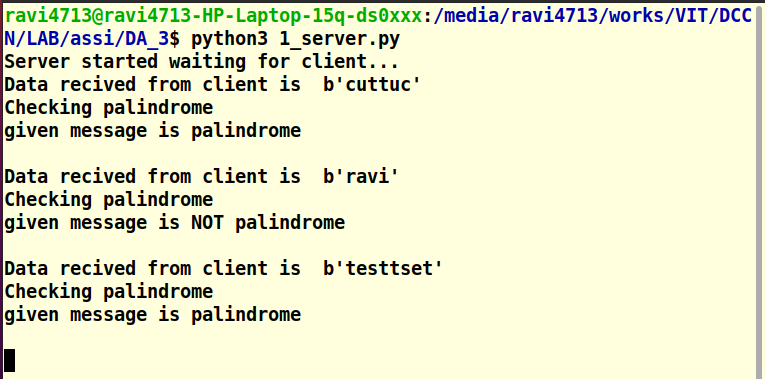 ravi4713@ravi4713-HP-Laptop-15q-ds0xxx:/media/ravi4713/works/VIT/DCC
N/LAB/assi/DA_3$ python3 1_server.py
Server started waiting for client...
Data recived from client is  b'cuttuc'
Checking palindrome
given message is palindrome

Data recived from client is  b'ravi'
Checking palindrome
given message is NOT palindrome

Data recived from client is  b'testtset'
Checking palindrome
given message is palindrome